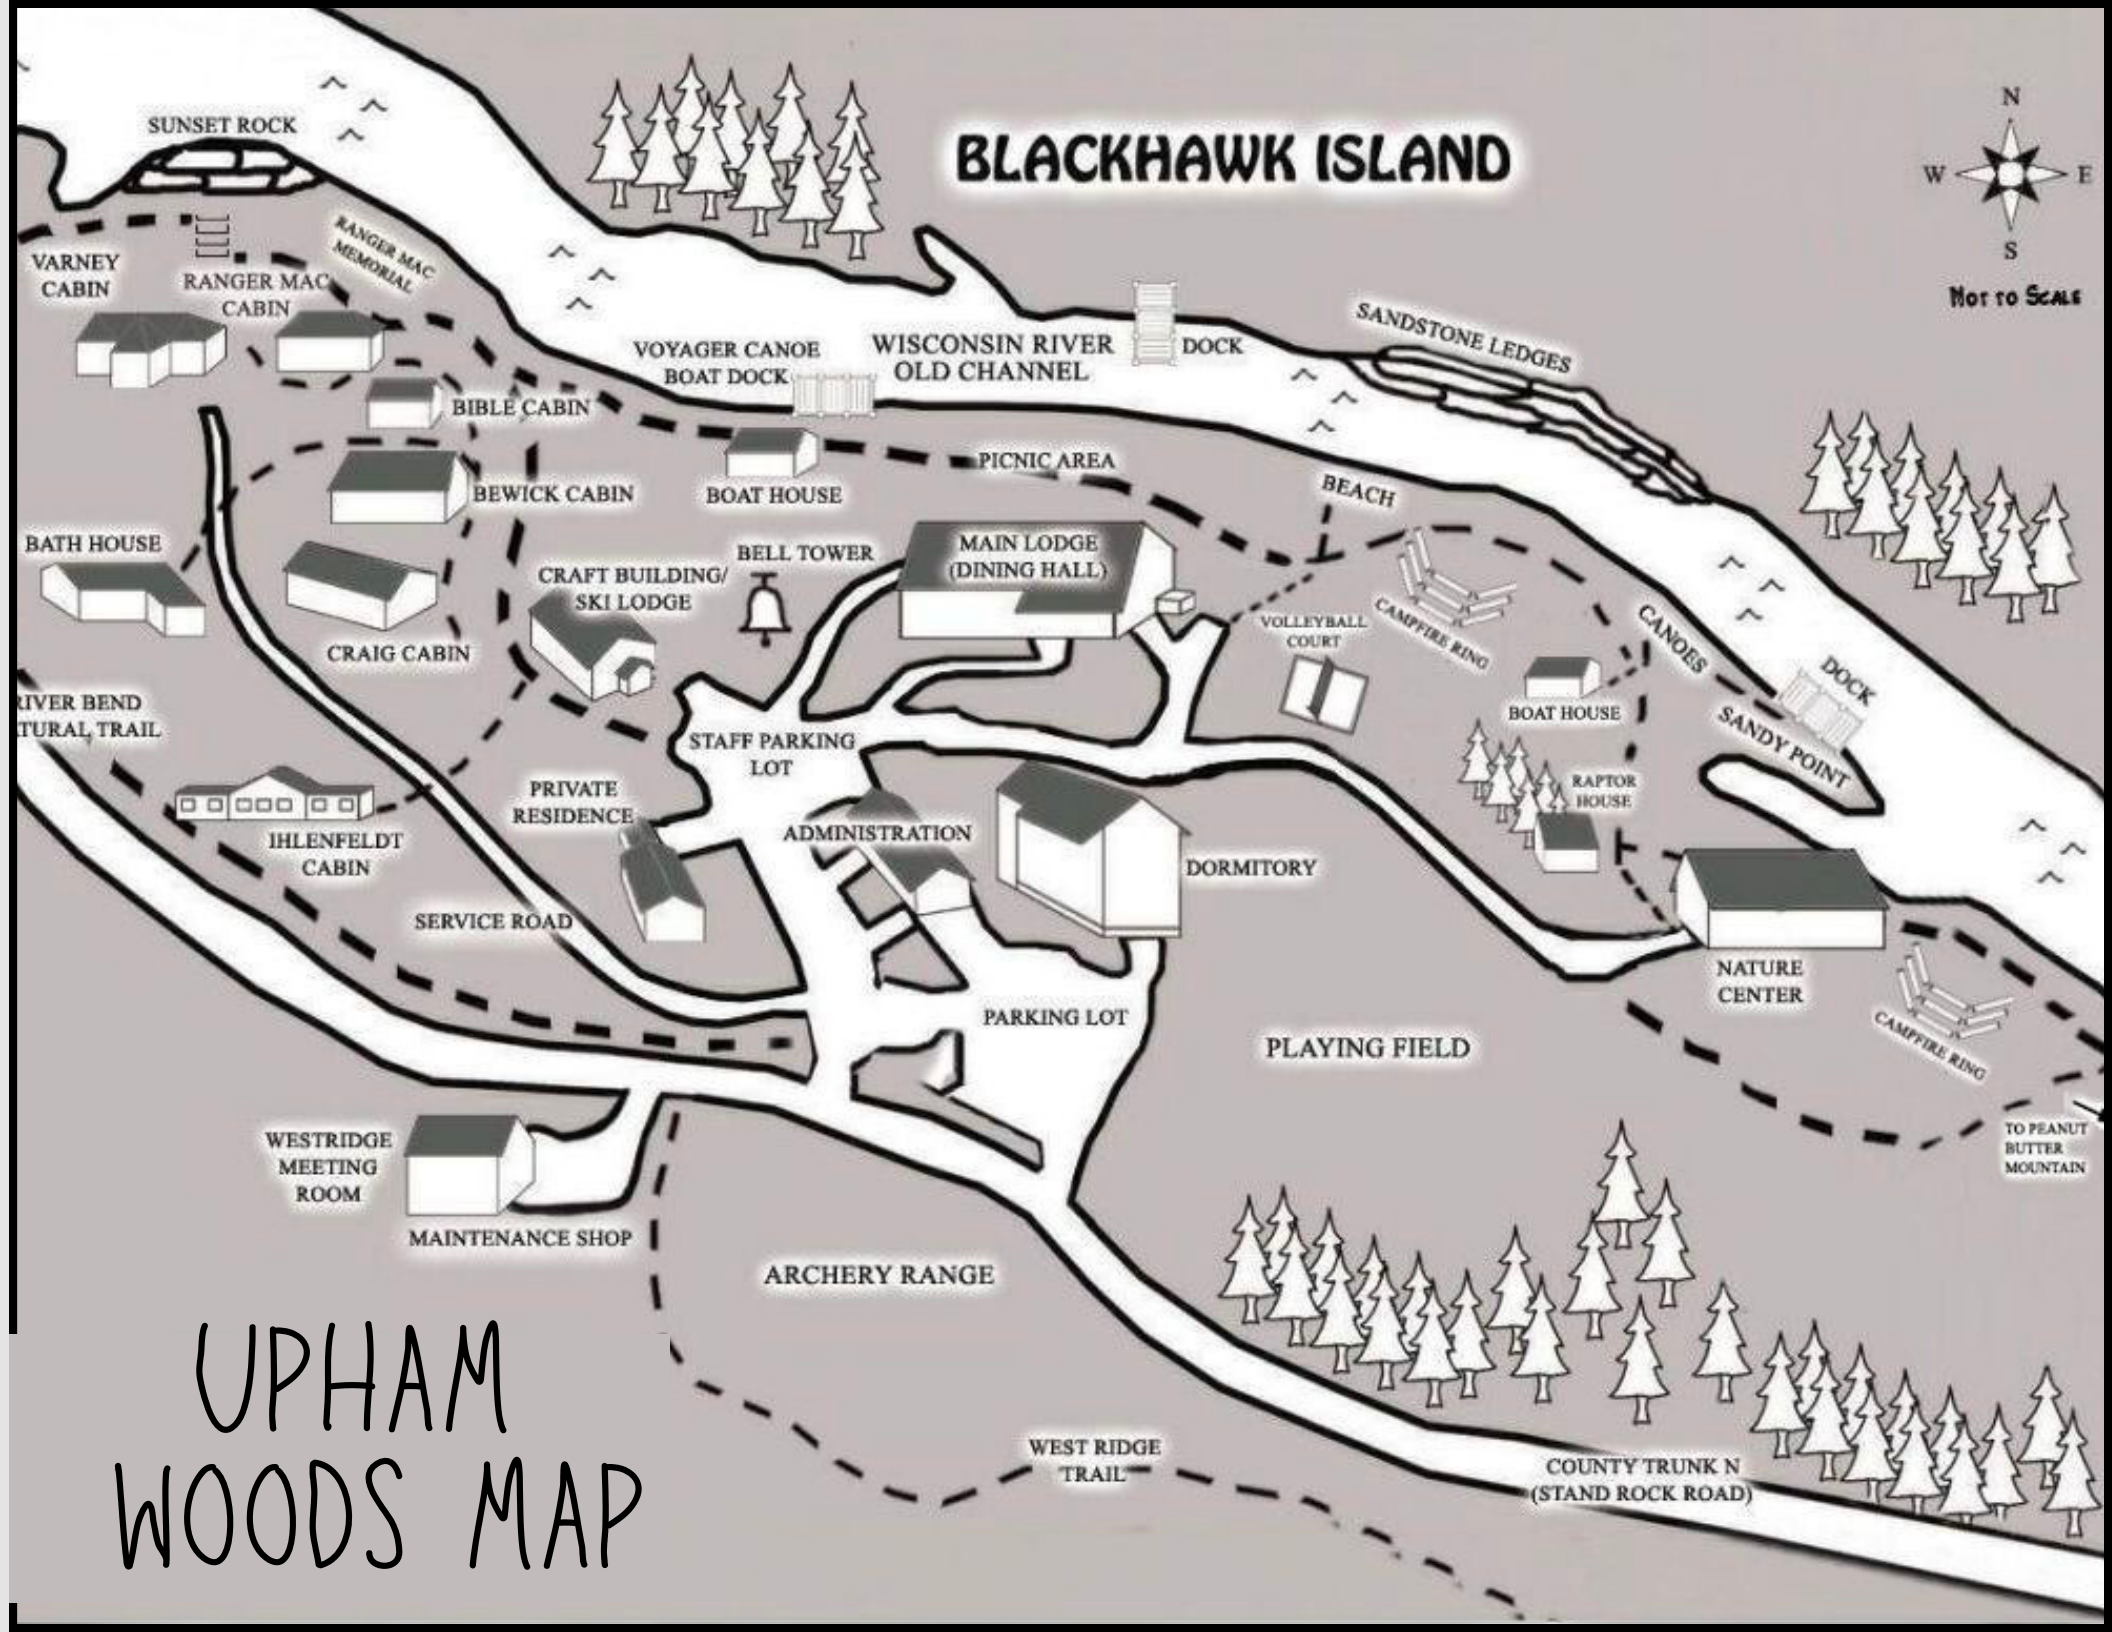 SUNSET ROCK
BLACKHAWK ISLAND
N
W
E
S
NOT TO SCALE
VARNEY
CABIN
RANGER MAC
CABIN
RANGER MAC
MEMORIAL
VOYAGER CANOE
BOAT DOCK
WISCONSIN RIVER
OLD CHANNEL
DOCK
SANDSTONE LEDGES
BIBLE CABIN
BEWICK CABIN
BOAT HOUSE
PICNIC AREA
BEACH
BATH HOUSE
CRAIG CABIN
CRAFT BUILDING/
SKI LODGE
BELL TOWER
MAIN LODGE
(DINING HALL)
VOLLEYBALL
COURT
CAMPFIRE RING
CANOES
DOCK
BOAT HOUSE
SANDY POINT
RIVER BEND
TURAL TRAIL
STAFF PARKING
LOT
PRIVATE
RESIDENCE
RAPTOR
HOUSE
IHLENFELDT
CABIN
ADMINISTRATION
DORMITORY
SERVICE ROAD
NATURE
CENTER
PARKING LOT
PLAYING FIELD
CAMPFIRE RING
WESTRIDGE
MEETING
ROOM
MAINTENANCE SHOP
TO PEANUT
BUTTER
MOUNTAIN
ARCHERY RANGE
UPHAM
WOODS MAP
WEST RIDGE
TRAIL
COUNTY TRUNK N
(STAND ROCK ROAD)